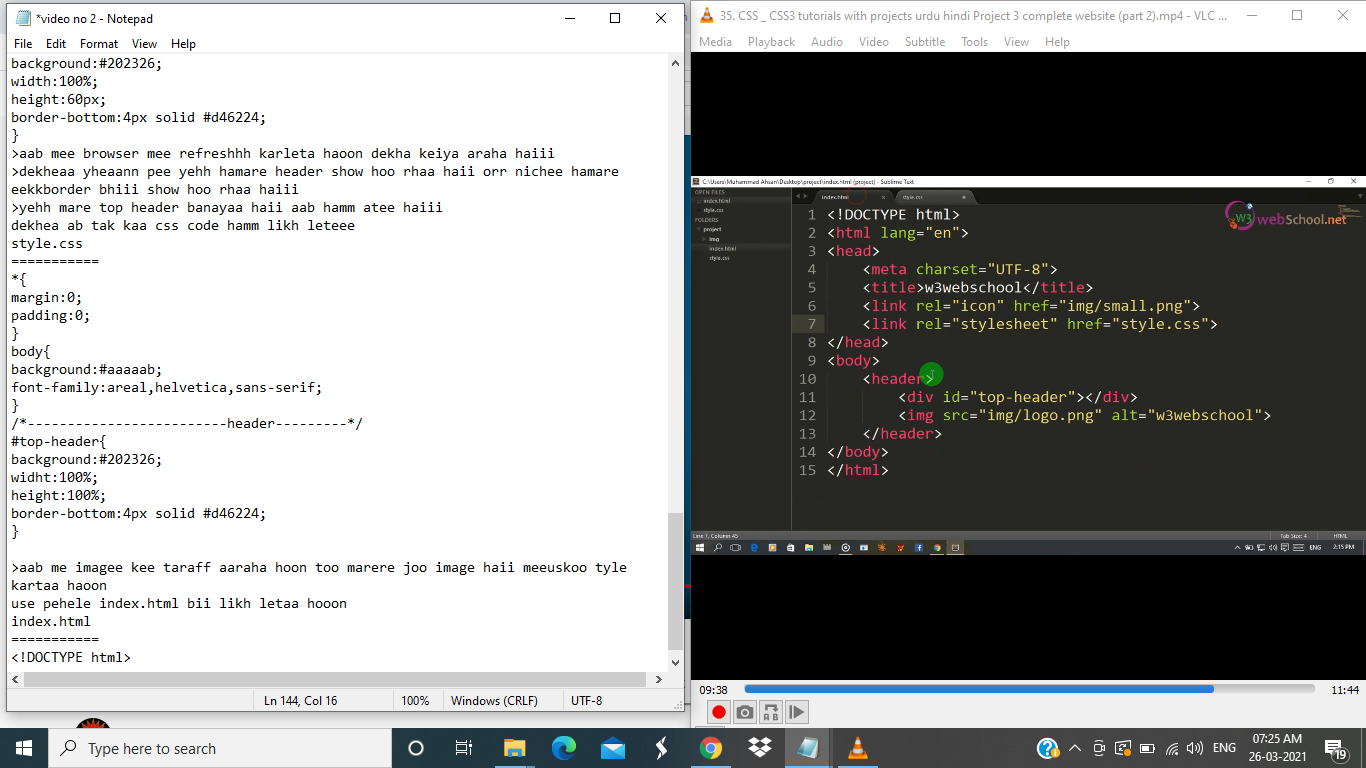 *video no 2 - Notepad
File Edit Format View Help
background:#202326;
width:100%;
height:60px;
border-bottom:4px solid #d46224;
}
>aab mee browser mee refreshhh karleta haoon dekha keiya araha haiii
>dekheaa yheaann pee yehh hamare header show hoo rhaa haii orr nichee hamare
eekkborder bhiii show hoo rhaa haiii
>yehh mare top header banayaa haii aab hamm atee haiii
dekhea ab tak kaa css code hamm likh leteee
style.css
===========
*{
margin:0;
padding:0;
}
body{
background:#aaaaab;
font-family:areal,helvetica,sans-serif;
}
/*-------------------------header---------*/
#top-header{
background:#202326;
widht:100%;
height:100%;
border-bottom:4px solid #d46224;
}
>aab me imagee kee taraff aaraha hoon too marere joo image haii meeuskoo tyle
kartaa haoon
use pehele index.html bii likh letaa hooon
index.html
===========
<!DOCTYPE html>
Ln 144, Col 16 100% Windows (CRLF) UTF-8
35. CSS _ CSS3 tutorials with projects urdu hindi Project 3 complete website (part 2).mp4 - VLC ...
Media Playback Audio Video Subtitle Tools View Help
C:\Users\Muhammad Ahsan\Desktop\project\index.html (project) - Sublime Text
OPEN FILES
index.html
style.css
FOLDERS
project
img
index.html
style.css
index.html style.css
W3 webSchool.net
1 <!DOCTYPE html>
2 <html lang="en">
3 <head>
4 <meta charset="UTF-8">
5 <title>w3webschool</title>
6 <link rel="icon" href="img/small.png">
7 <link rel="stylesheet" href="style.css">
8 </head>
9 <body>
10 <header>
11 <div id="top-header"></div>
12 <img src="img/logo.png" alt="w3webschool">
13 </header>
14 </body>
15 </html>
Line 7, Column 45 Tab Size: 4 HTML
ENG 2:15 PM
09:38 11:44
Type here to search
ENG 07:25 AM
26-03-2021
19